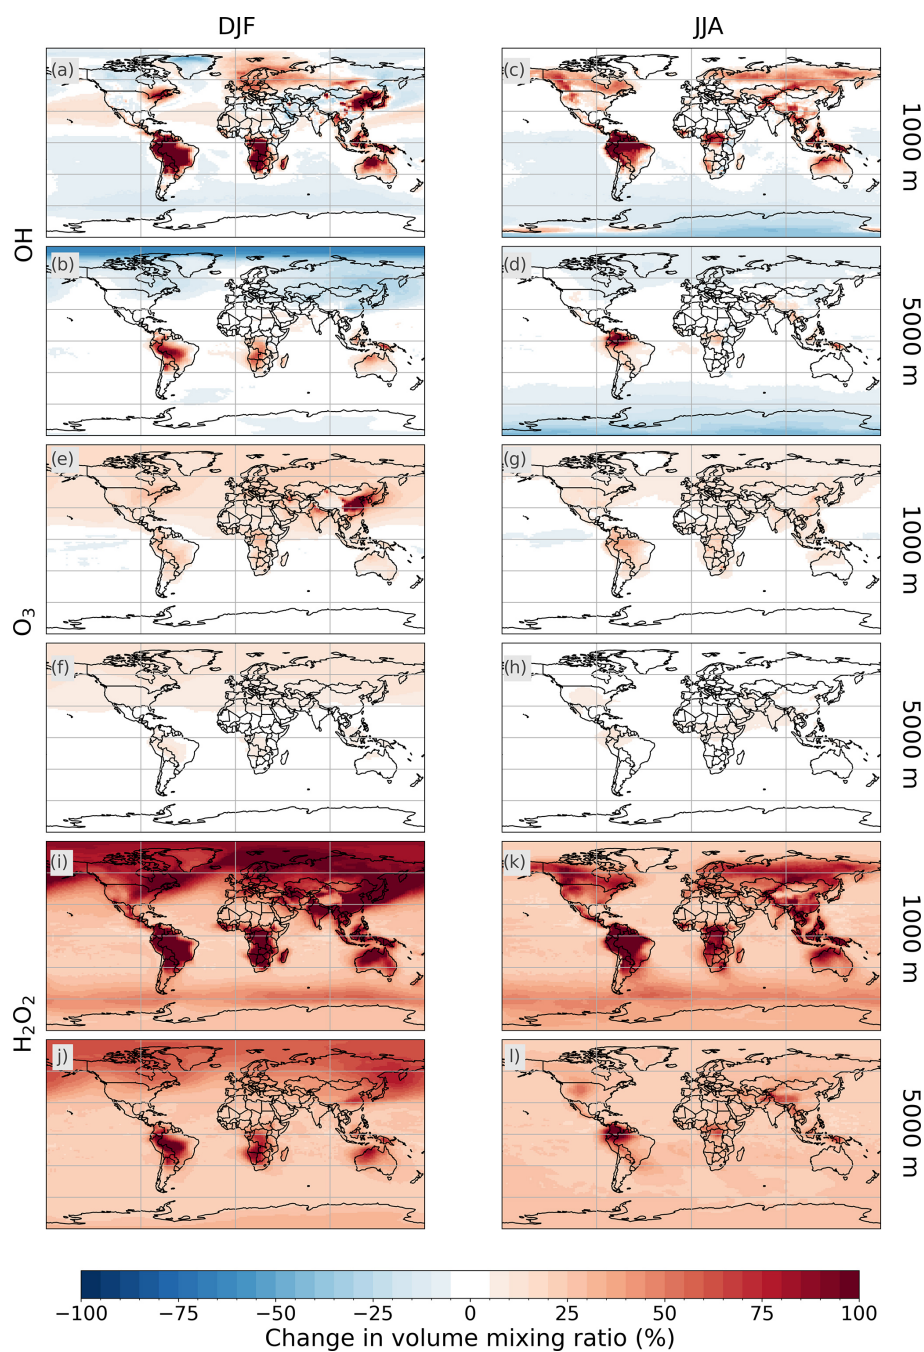 DJF
JJA
(a)
(c)
1000 m
OH
(b)
(d)
5000 m
(e)
(g)
1000 m
O₃
(f)
(h)
5000 m
(i)
(k)
1000 m
H₂O₂
j)
l)
5000 m
−100 −75 −50 −25 0 25 50 75 100
Change in volume mixing ratio (%)